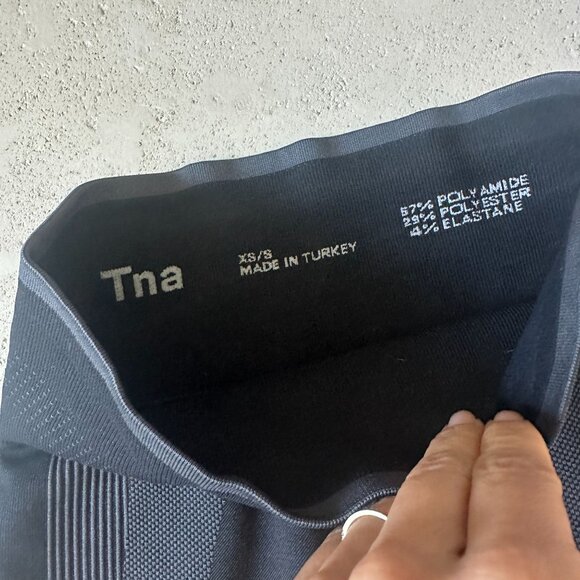 Tna
XS/S
MADE IN TURKEY
67% POLYAMIDE
29% POLYESTER
4% ELASTANE